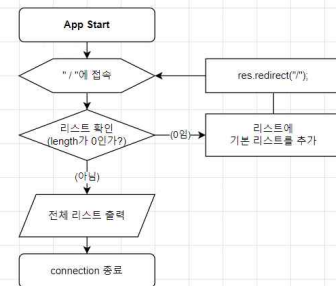 App Start
" / "에 접속
res.redirect("/");
리스트 확인
(length가 0인가?)
(0임)
리스트에
기본 리스트를 추가
(아님)
전체 리스트 출력
connection 종료